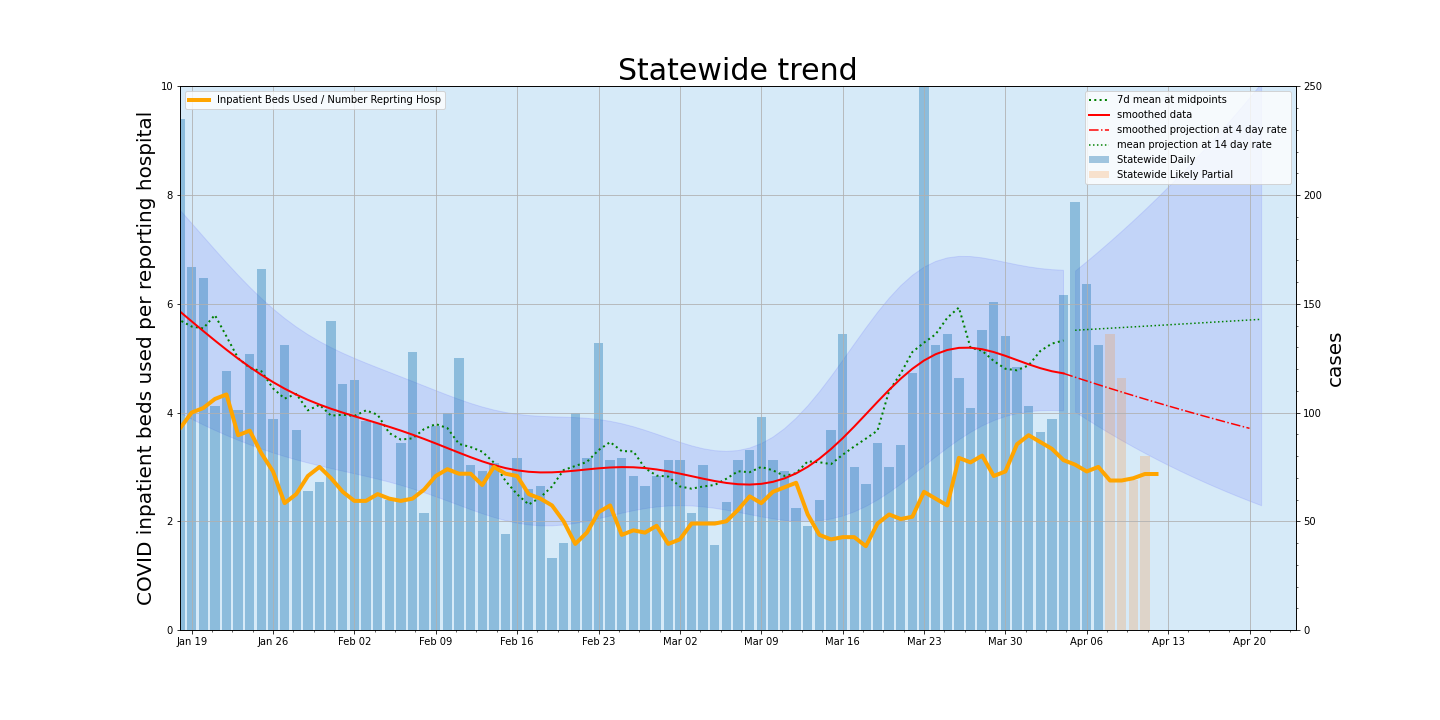 Statewide trend
COVID inpatient beds used per reporting hospital
10
8
6
4
2
0
Inpatient Beds Used / Number Reprting Hosp
7d mean at midpoints
smoothed data
smoothed projection at 4 day rate
mean projection at 14 day rate
Statewide Daily
Statewide Likely Partial
250
200
150
100
50
0
cases
Jan 19 Jan 26 Feb 02 Feb 09 Feb 16 Feb 23 Mar 02 Mar 09 Mar 16 Mar 23 Mar 30 Apr 06 Apr 13 Apr 20